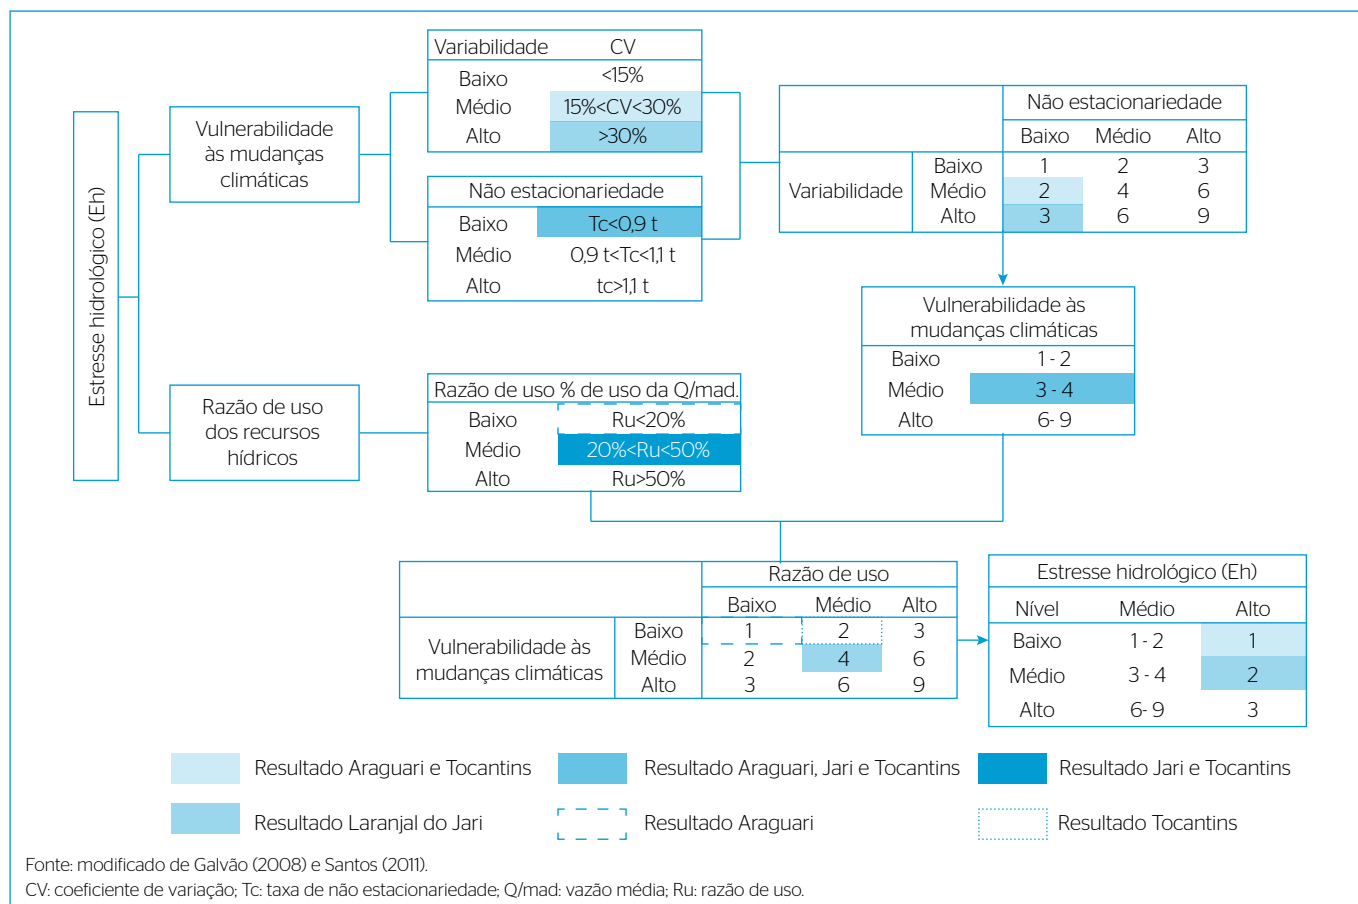 Estresse hidrológico (Eh)
Vulnerabilidade
às mudanças
climáticas
Razão de uso
dos recursos
hídricos
Variabilidade CV
Baixo <15%
Médio 15%<CV<30%
Alto >30%
Não estacionariedade
Baixo Tc<0,9 t
Médio 0,9 t<Tc<1,1 t
Alto tc>1,1 t
Razão de uso % de uso da Q/mad.
Baixo Ru<20%
Médio 20%<Ru<50%
Alto Ru>50%
Não estacionariedade
Baixo Médio Alto
Variabilidade
Baixo 1 2 3
Médio 2 4 6
Alto 3 6 9
Vulnerabilidade às
mudanças climáticas
Baixo 1 - 2
Médio 3 - 4
Alto 6- 9
Razão de uso
Baixo Médio Alto
Vulnerabilidade às
mudanças climáticas
Baixo 1 2 3
Médio 2 4 6
Alto 3 6 9
Estresse hidrológico (Eh)
Nível Médio Alto
Baixo 1 - 2 1
Médio 3 - 4 2
Alto 6- 9 3
Resultado Araguari e Tocantins
Resultado Araguari, Jari e Tocantins
Resultado Jari e Tocantins
Resultado Laranjal do Jari
Resultado Araguari
Resultado Tocantins
Fonte: modificado de Galvão (2008) e Santos (2011).
CV: coeficiente de variação; Tc: taxa de não estacionariedade; Q/mad: vazão média; Ru: razão de uso.